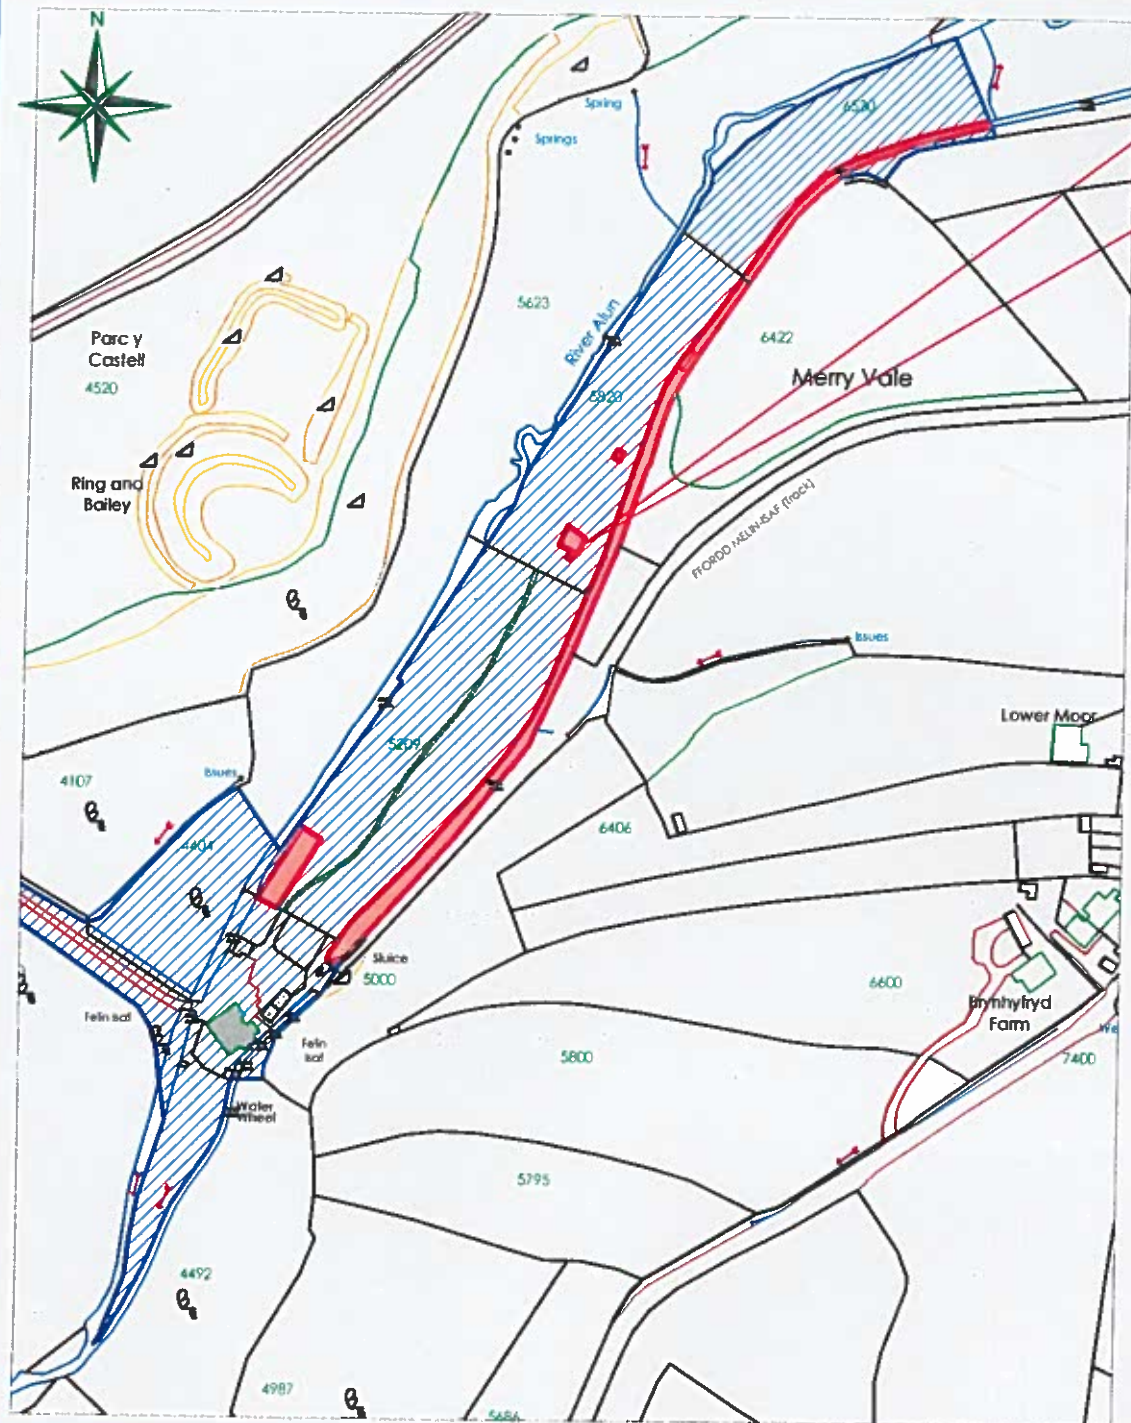 N
6520
Spring
Springs
5623
River Alun
6422
Parc y
Castell
4520
Merry Vale
5820
Ring and
Bailey
FFORDD MELIN-ISAF (Track)
Issues
Lower Moor
5209
Issues
4107
6406
4404
Sluice
5000
6600
Felin Isaf
Brynhyfryd
Farm
Felin
Isaf
5800
7400
We
Water
Wheel
5795
4492
4987
5686